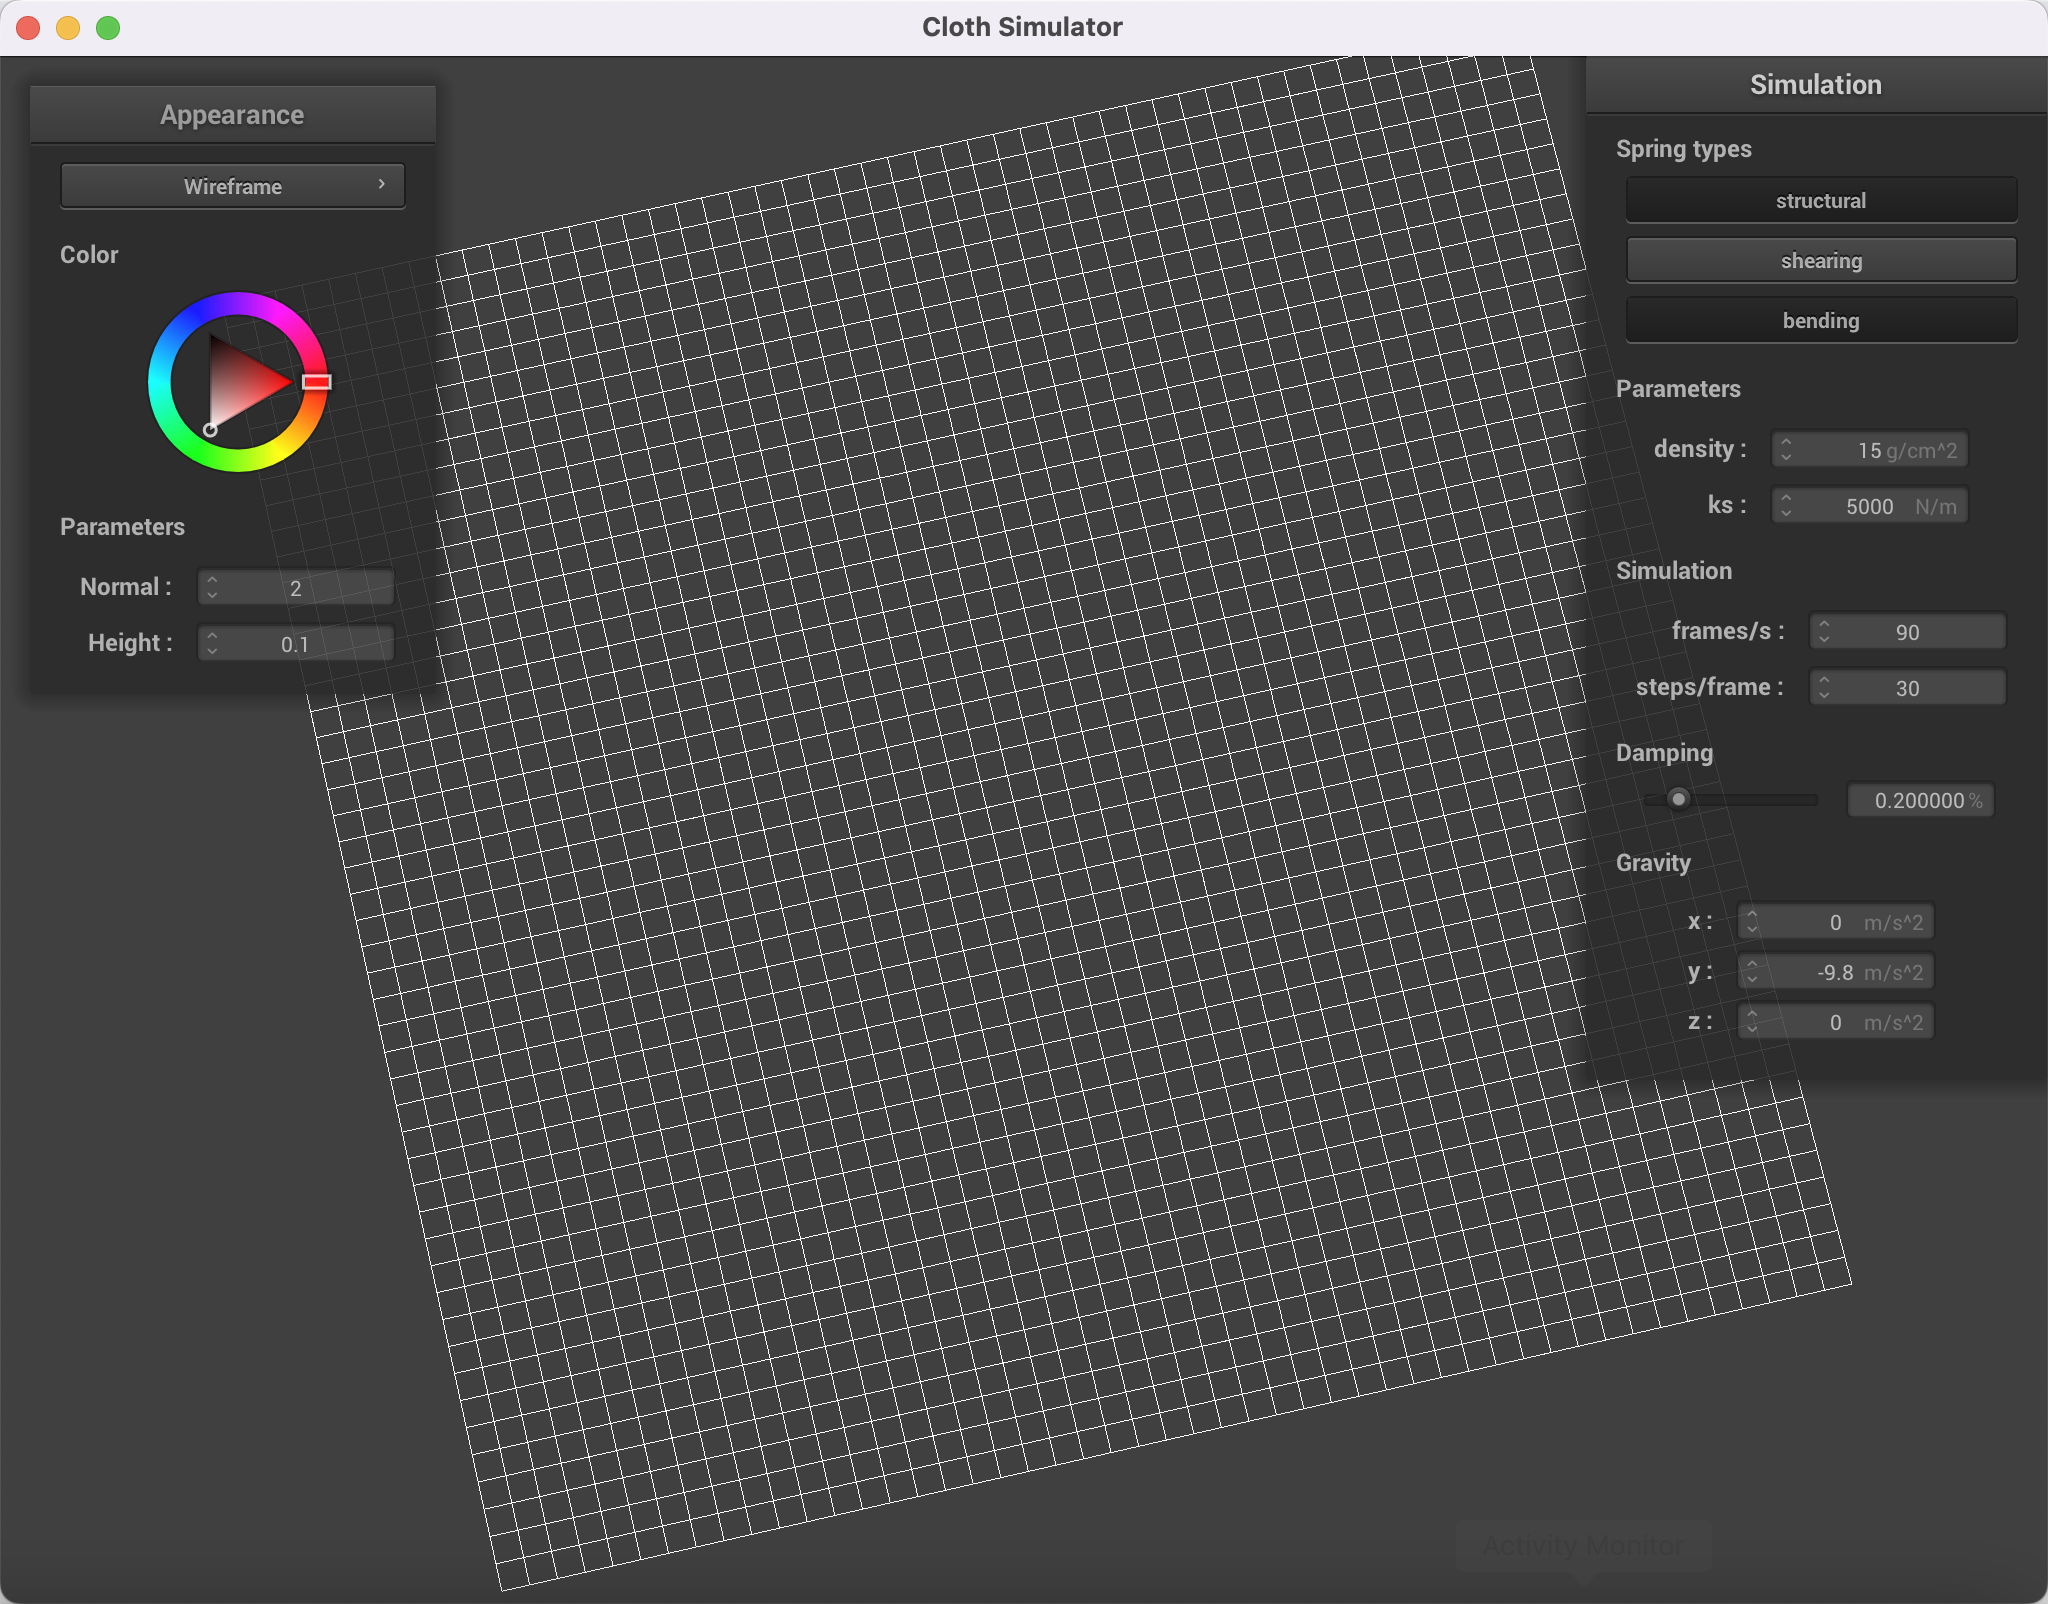 Cloth Simulator
Appearance
Wireframe
Color
Parameters
Normal :
2
Height :
0.1
Simulation
Spring types
structural
shearing
bending
Parameters
density :
15 g/cm^2
ks :
5000 N/m
Simulation
frames/s :
90
steps/frame :
30
Damping
0.200000 %
Gravity
x :
0 m/s^2
y :
-9.8 m/s^2
z :
0 m/s^2
Activity Monitor